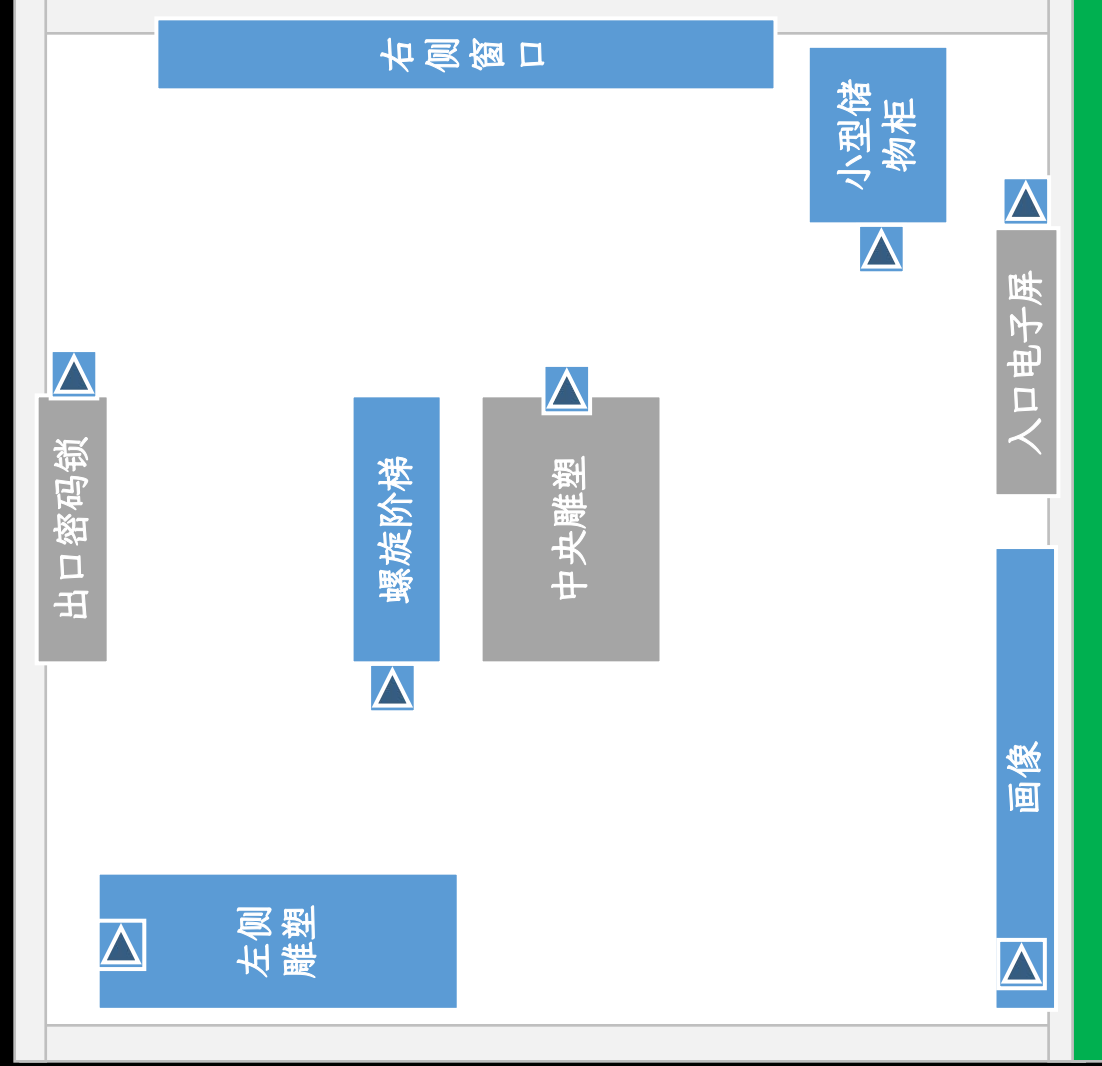 右侧窗口
小型储
物柜
入口电子屏
出口密码锁
螺旋阶梯
中央雕塑
画像
左侧
雕塑